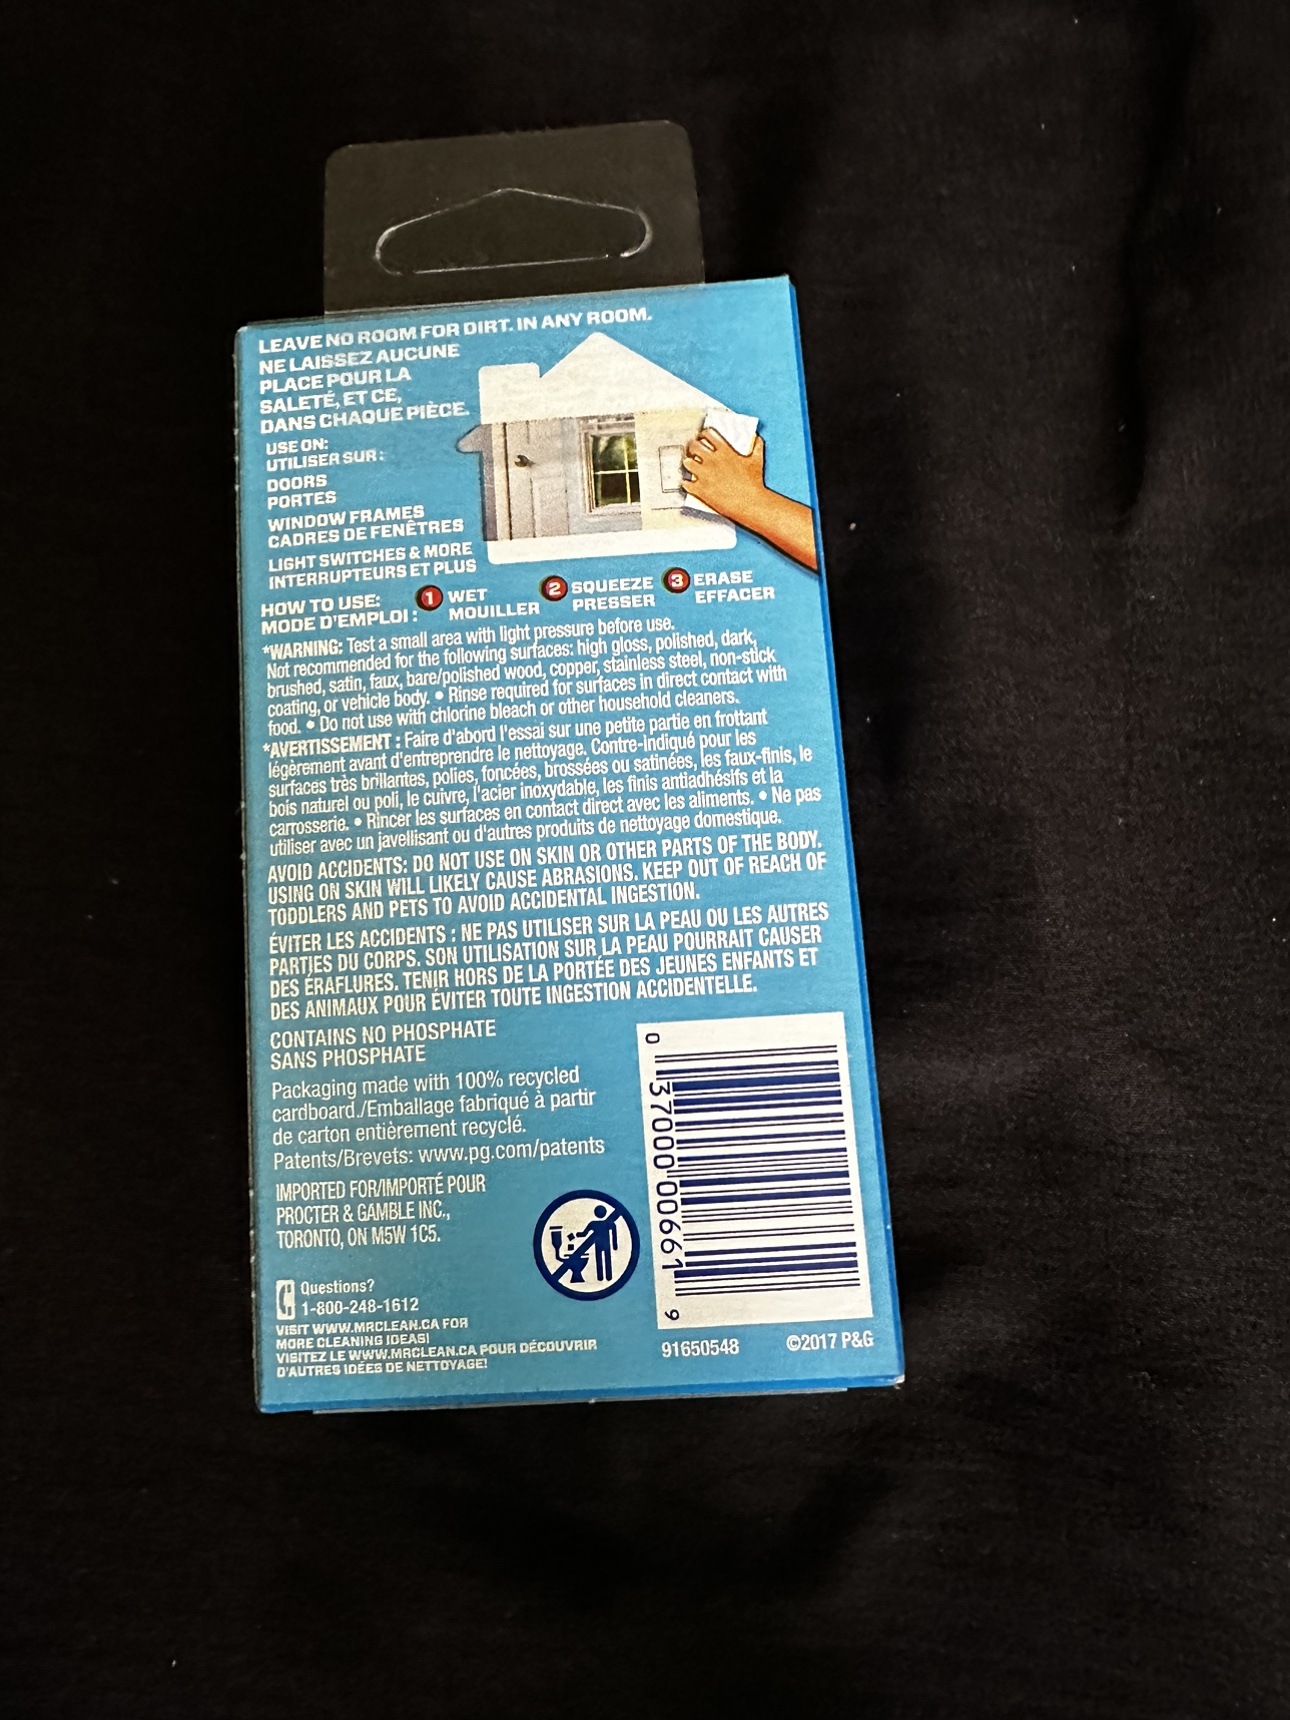 LEAVE NO ROOM FOR DIRT. IN ANY ROOM.
NE LAISSEZ AUCUNE
PLACE POUR LA
SALETÉ, ET CE,
DANS CHAQUE PIÈCE.
USE ON:
UTILISER SUR :
DOORS
PORTES
WINDOW FRAMES
CADRES DE FENÊTRES
LIGHT SWITCHES & MORE
INTERRUPTEURS ET PLUS
HOW TO USE:
MODE D'EMPLOI :
1 WET
MOUILLER
2 SQUEEZE
PRESSER
3 ERASE
EFFACER
*WARNING: Test a small area with light pressure before use.
Not recommended for the following surfaces: high gloss, polished, dark,
brushed, satin, faux, bare/polished wood, copper, stainless steel, non-stick
coating, or vehicle body. • Rinse required for surfaces in direct contact with
food. • Do not use with chlorine bleach or other household cleaners.
*AVERTISSEMENT : Faire d'abord l'essai sur une petite partie en frottant
légèrement avant d'entreprendre le nettoyage. Contre-indiqué pour les
surfaces très brillantes, polies, foncées, brossées ou satinées, les faux-finis, le
bois naturel ou poli, le cuivre, l'acier inoxydable, les finis antiadhésifs et la
carrosserie. • Rincer les surfaces en contact direct avec les aliments. • Ne pas
utiliser avec un javellisant ou d'autres produits de nettoyage domestique.
AVOID ACCIDENTS: DO NOT USE ON SKIN OR OTHER PARTS OF THE BODY.
USING ON SKIN WILL LIKELY CAUSE ABRASIONS. KEEP OUT OF REACH OF
TODDLERS AND PETS TO AVOID ACCIDENTAL INGESTION.
ÉVITER LES ACCIDENTS : NE PAS UTILISER SUR LA PEAU OU LES AUTRES
PARTIES DU CORPS. SON UTILISATION SUR LA PEAU POURRAIT CAUSER
DES ÉRAFLURES. TENIR HORS DE LA PORTÉE DES JEUNES ENFANTS ET
DES ANIMAUX POUR ÉVITER TOUTE INGESTION ACCIDENTELLE.
CONTAINS NO PHOSPHATE
SANS PHOSPHATE
Packaging made with 100% recycled
cardboard./Emballage fabriqué à partir
de carton entièrement recyclé.
Patents/Brevets: www.pg.com/patents
IMPORTED FOR/IMPORTÉ POUR
PROCTER & GAMBLE INC.,
TORONTO, ON M5W 1C5.
Questions?
1-800-248-1612
VISIT WWW.MRCLEAN.CA FOR
MORE CLEANING IDEAS!
VISITEZ LE WWW.MRCLEAN.CA POUR DÉCOUVRIR
D'AUTRES IDÉES DE NETTOYAGE!
0 37000 00661 9
91650548
©2017 P&G